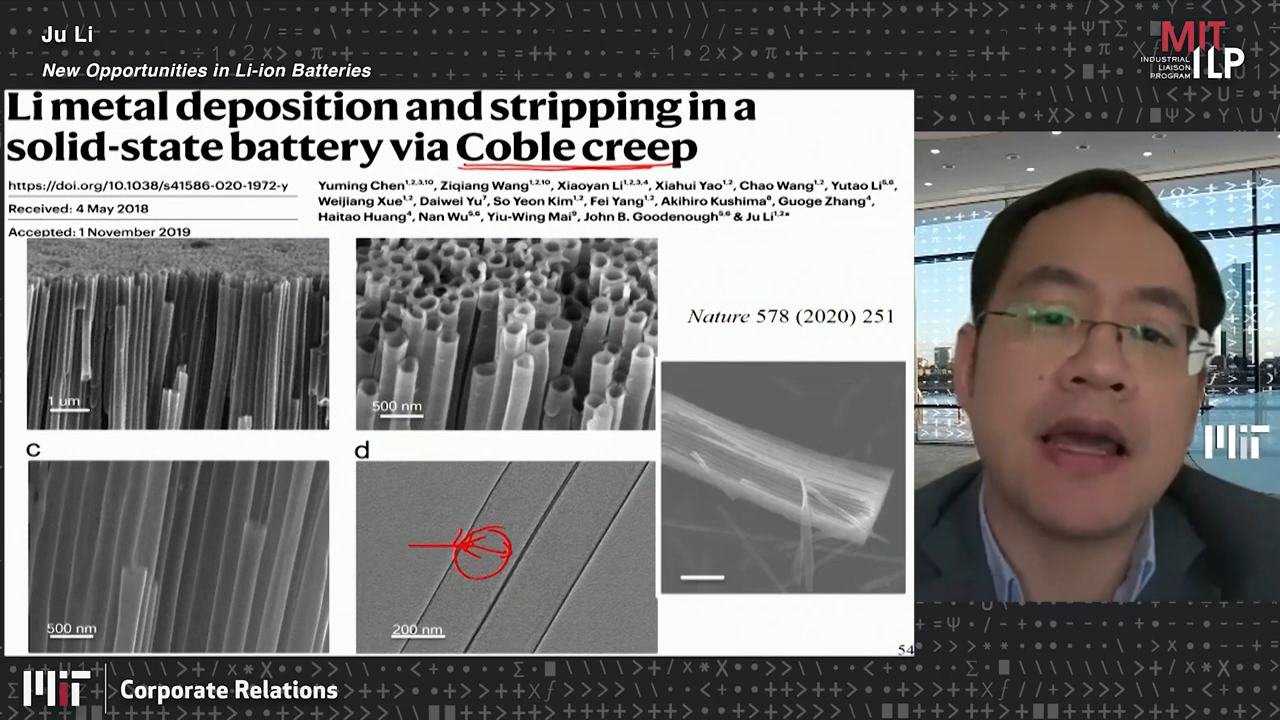 Ju Li
New Opportunities in Li-ion Batteries
MIT
INDUSTRIAL
LIAISON
PROGRAM
ILP
Li metal deposition and stripping in a
solid-state battery via Coble creep
https://doi.org/10.1038/s41586-020-1972-y
Received: 4 May 2018
Accepted: 1 November 2019
Yuming Chen1,2,3,10, Ziqiang Wang1,2,10, Xiaoyan Li1,2,3,4, Xiahui Yao1,2, Chao Wang1,2, Yutao Li5,6,
Weijiang Xue1,2, Daiwei Yu7, So Yeon Kim1,2, Fei Yang1,2, Akihiro Kushima8, Guoge Zhang4,
Haitao Huang4, Nan Wu5,6, Yiu-Wing Mai9, John B. Goodenough5,6 & Ju Li1,2*
1 um
500 nm
Nature 578 (2020) 251
c
d
500 nm
200 nm
54
MIT
MIT
Corporate Relations